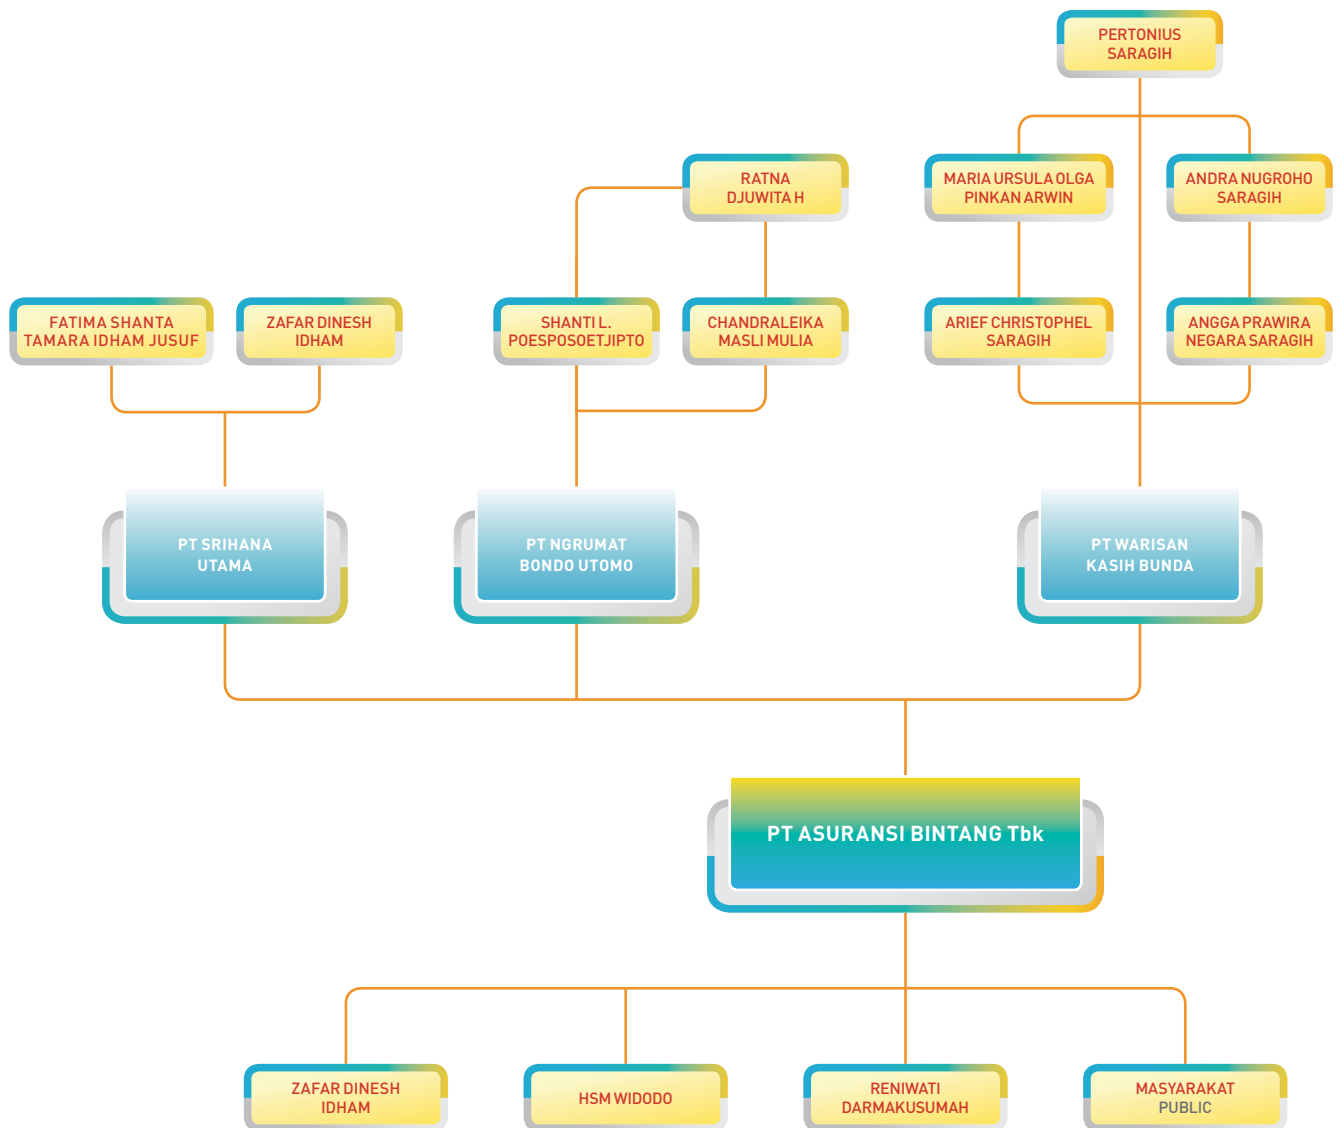 PERTONIUS
SARAGIH
RATNA
DJUWITA H
MARIA URSULA OLGA
PINKAN ARWIN
ANDRA NUGROHO
SARAGIH
FATIMA SHANTA
TAMARA IDHAM JUSUF
ZAFAR DINESH
IDHAM
SHANTI L.
POESPOSOETJIPTO
CHANDRALEIKA
MASLI MULIA
ARIEF CHRISTOPHEL
SARAGIH
ANGGA PRAWIRA
NEGARA SARAGIH
PT SRIHANA
UTAMA
PT NGRUMAT
BONDO UTOMO
PT WARISAN
KASIH BUNDA
PT ASURANSI BINTANG Tbk
ZAFAR DINESH
IDHAM
HSM WIDODO
RENIWATI
DARMAKUSUMAH
MASYARAKAT
PUBLIC